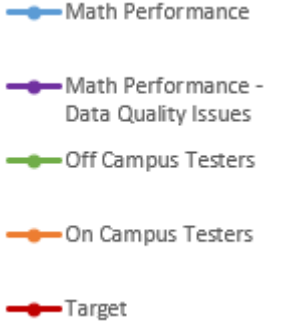 Math Performance
Math Performance -
Data Quality Issues
Off Campus Testers
On Campus Testers
Target